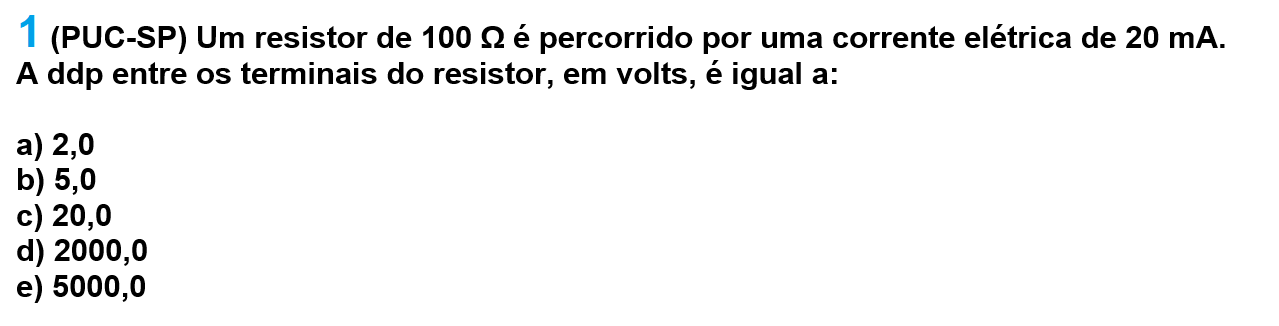 1 (PUC-SP) Um resistor de 100 Ω é percorrido por uma corrente elétrica de 20 mA.
A ddp entre os terminais do resistor, em volts, é igual a:
a) 2,0
b) 5,0
c) 20,0
d) 2000,0
e) 5000,0